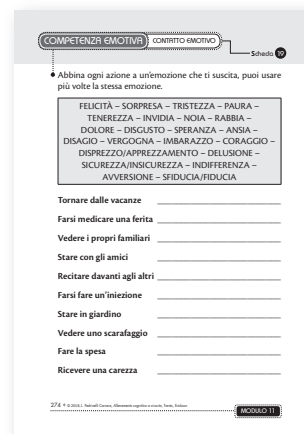 COMPETENZA EMOTIVA CONTATTO EMOTIVO
Scheda 19
Abbina ogni azione a un'emozione che ti suscita, puoi usare
più volte la stessa emozione.
FELICITÀ – SORPRESA – TRISTEZZA – PAURA –
TENEREZZA – INVIDIA – NOIA – RABBIA –
DOLORE – DISGUSTO – SPERANZA – ANSIA –
DISAGIO – VERGOGNA – IMBARAZZO – CORAGGIO –
DISPREZZO/APPREZZAMENTO – DELUSIONE –
SICUREZZA/INSICUREZZA – INDIFFERENZA –
AVVERSIONE – SFIDUCIA/FIDUCIA
Tornare dalle vacanze
Farsi medicare una ferita
Vedere i propri familiari
Stare con gli amici
Recitare davanti agli altri
Farsi fare un'iniezione
Stare in giardino
Vedere uno scarafaggio
Fare la spesa
Ricevere una carezza
274 • © 2018, Trento, Erickson
MODULO 11